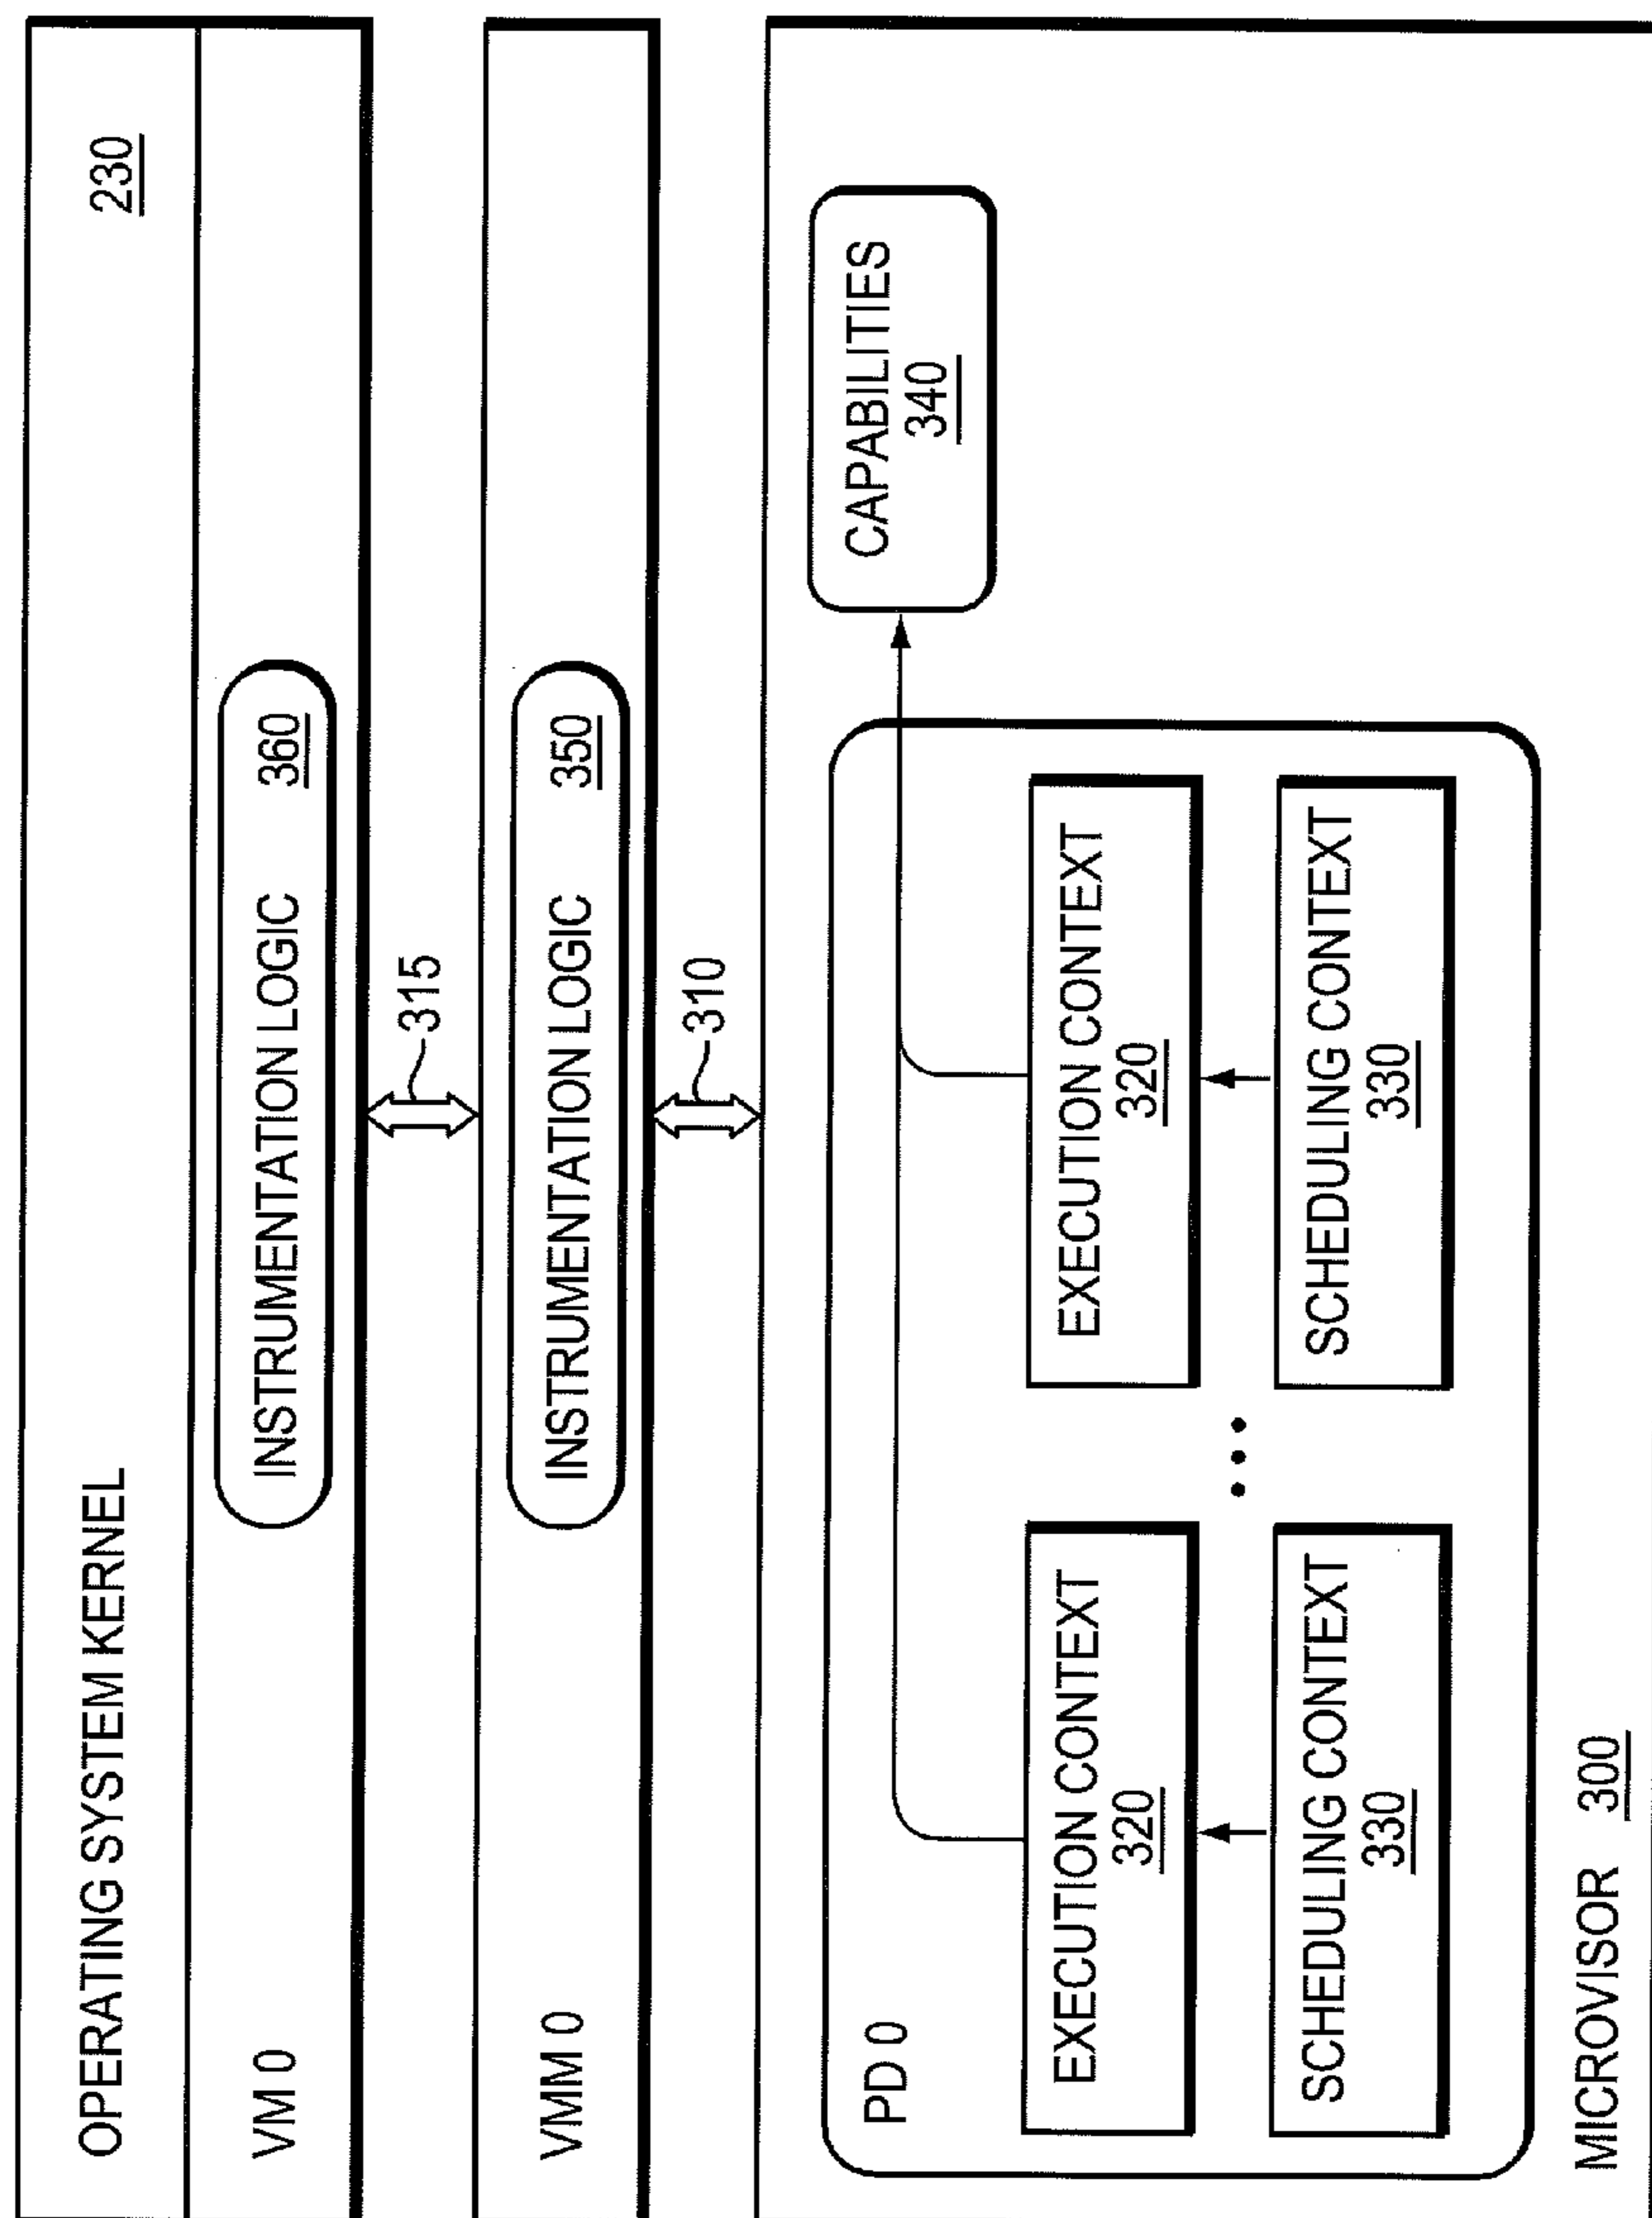 OPERATING SYSTEM KERNEL 230
VM 0
INSTRUMENTATION LOGIC 360
315
VMM 0
INSTRUMENTATION LOGIC 350
310
PD 0
CAPABILITIES
340
EXECUTION CONTEXT
320
EXECUTION CONTEXT
320
SCHEDULING CONTEXT
330
SCHEDULING CONTEXT
330
MICROVISOR 300